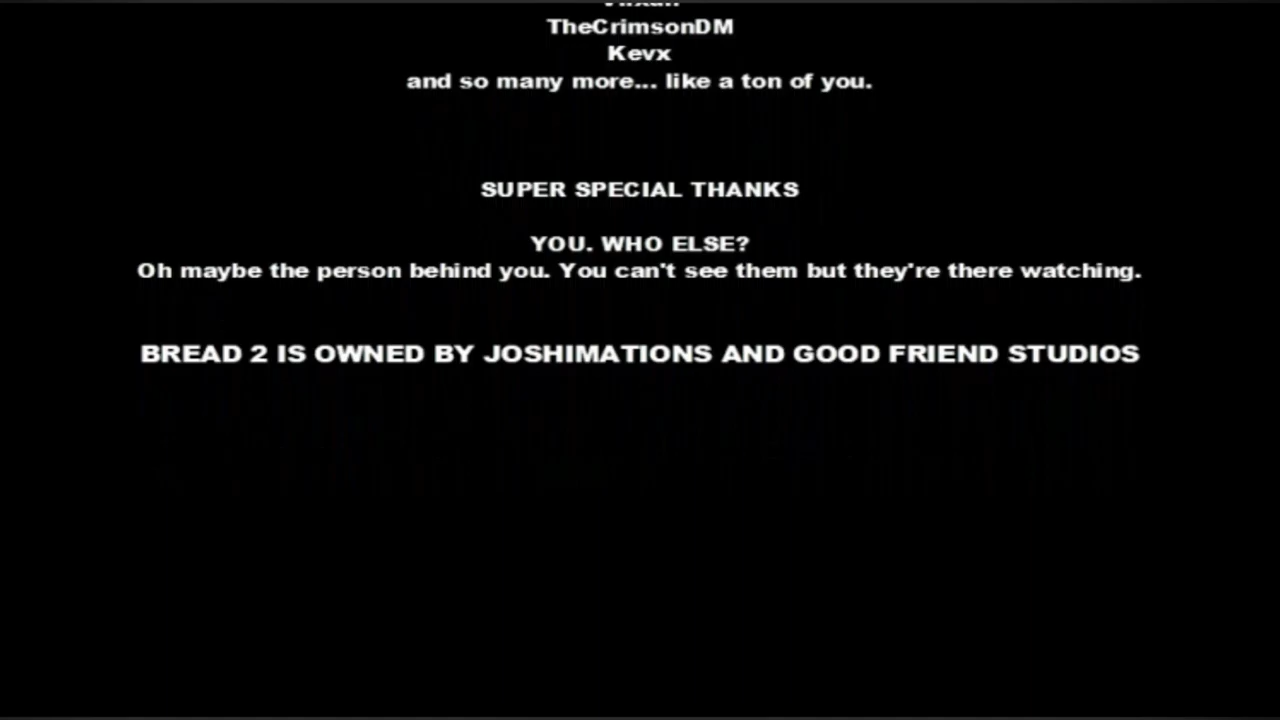 TheCrimsonDM
Kevx
and so many more... like a ton of you.
SUPER SPECIAL THANKS
YOU. WHO ELSE?
Oh maybe the person behind you. You can't see them but they're there watching.
BREAD 2 IS OWNED BY JOSHIMATIONS AND GOOD FRIEND STUDIOS